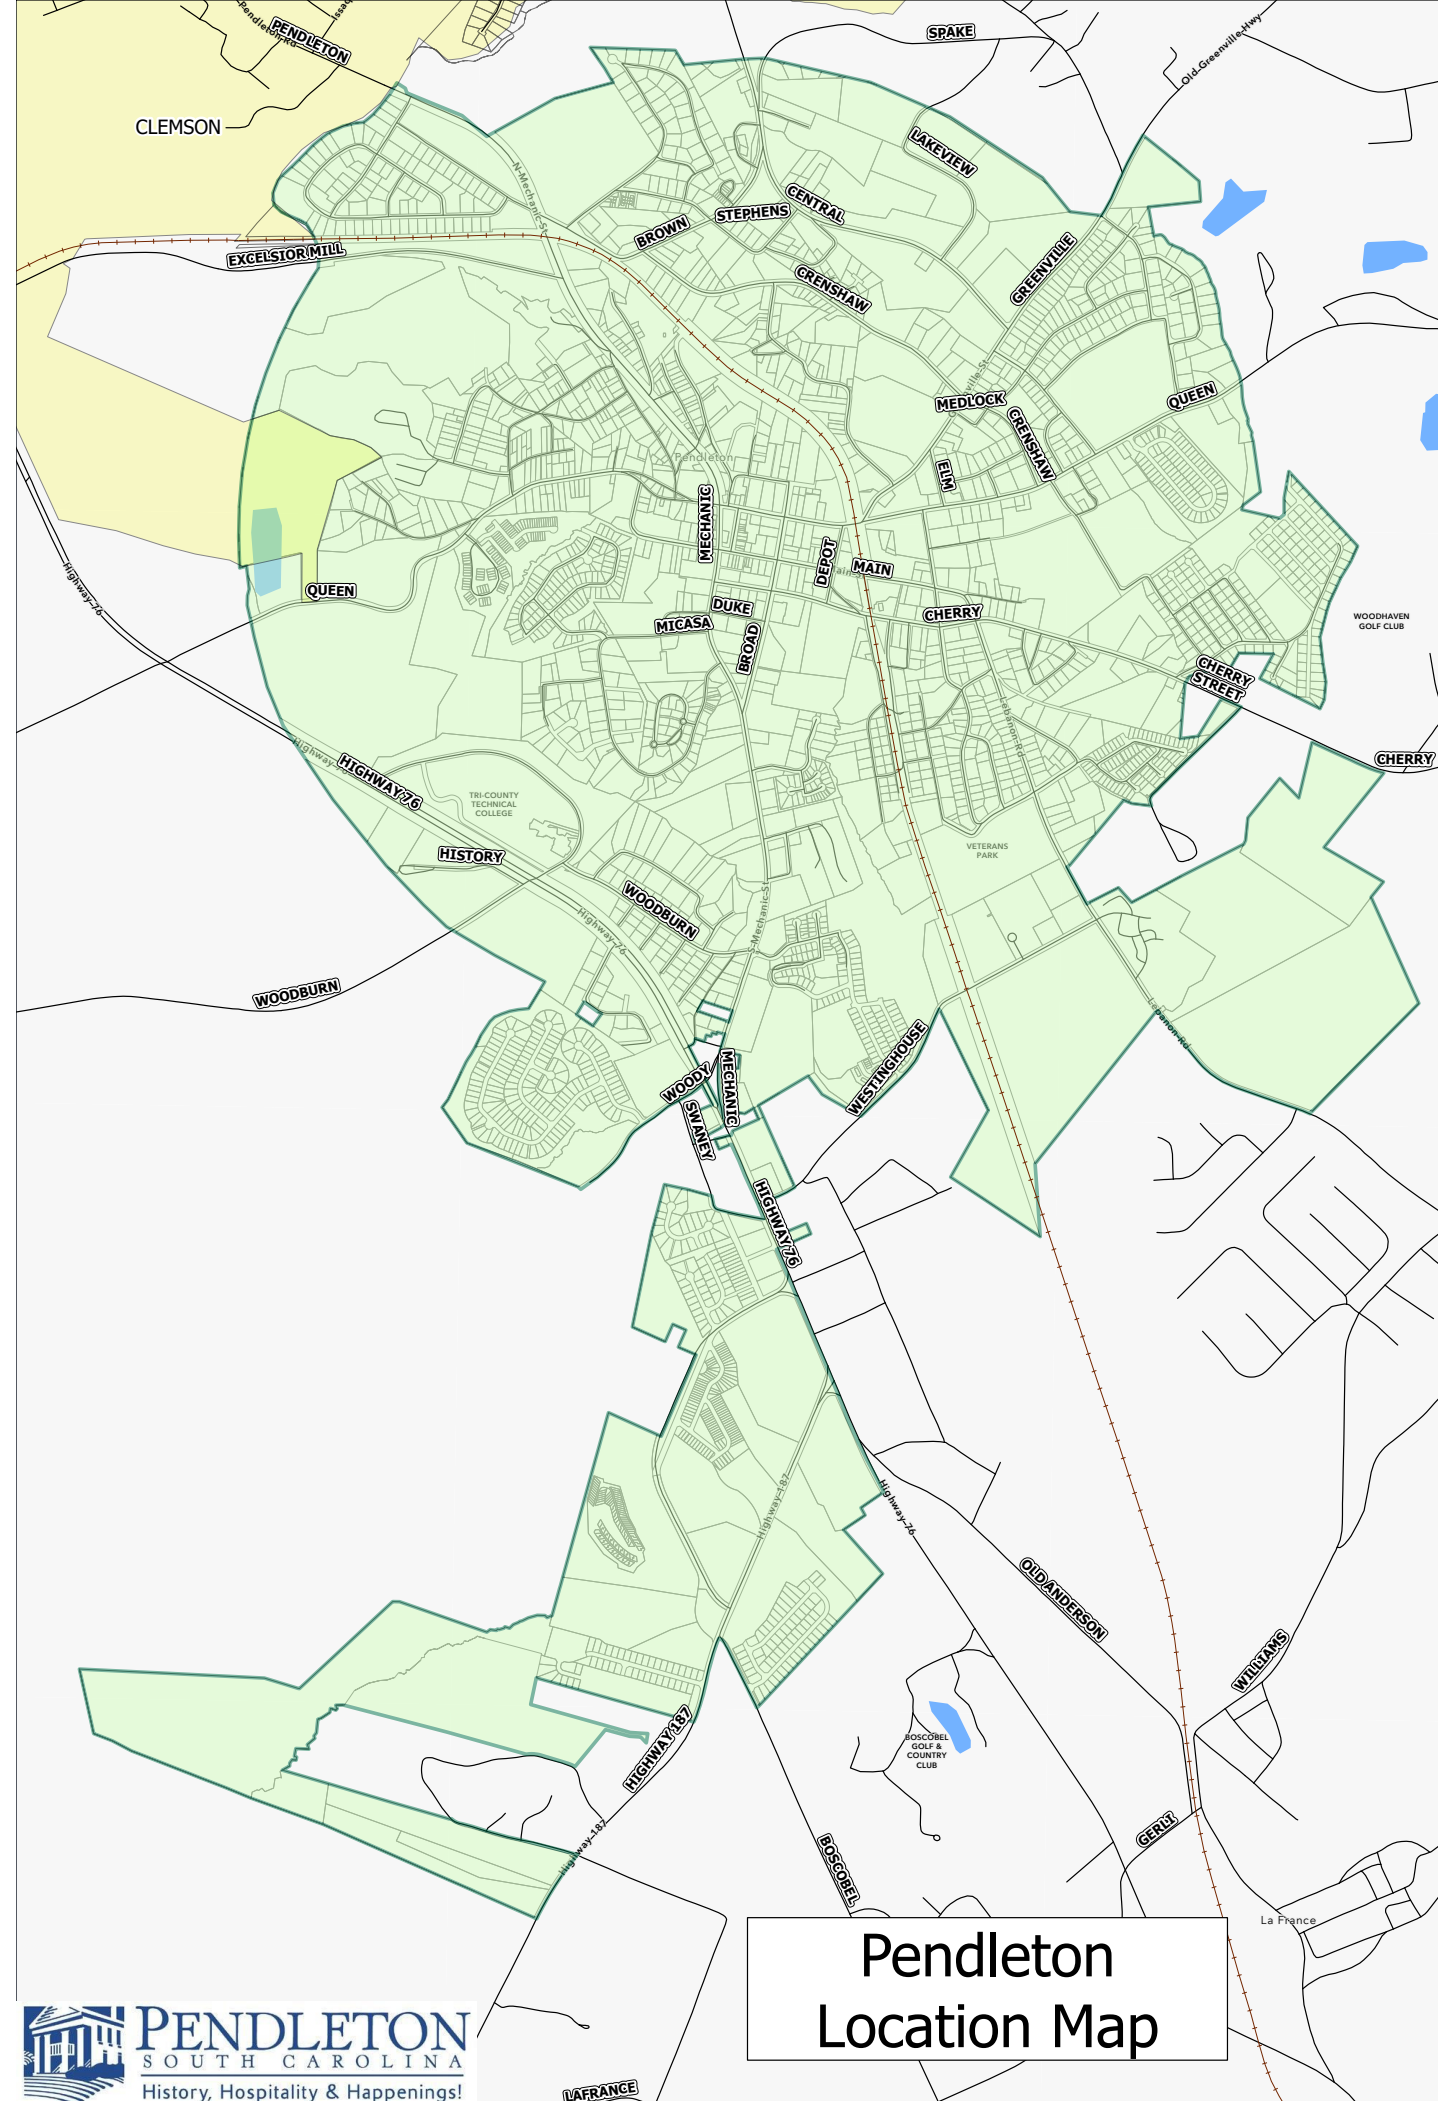 Pendleton Rd
PENDLETON
SPAKE
Old Greenville Hwy
CLEMSON
LAKEVIEW
N Mechanic St
CENTRAL
STEPHENS
BROWN
EXCELSIOR MILL
GREENVILLE
CRENSHAW
MEDLOCK
QUEEN
CRENSHAW
Pendleton
ELM
MECHANIC
DEPOT
MAIN
Highway 76
QUEEN
DUKE
CHERRY
MICASA
BROAD
WOODHAVEN
GOLF CLUB
CHERRY
STREET
Lebanon Rd
Highway 76
HIGHWAY 76
CHERRY
TRI-COUNTY
TECHNICAL
COLLEGE
HISTORY
VETERANS
PARK
WOODBURN
Highway 76
S Mechanic St
WOODBURN
Lebanon Rd
WESTINGHOUSE
WOODY
MECHANIC
SWANEY
HIGHWAY 76
Highway 187
Highway 76
OLD ANDERSON
WILLIAMS
HIGHWAY 187
BOSCOBEL
GOLF &
COUNTRY
CLUB
Highway 187
GERLI
BOSCOBEL
La France
Pendleton
Location Map
PENDLETON
SOUTH CAROLINA
History, Hospitality & Happenings!
LAFRANCE